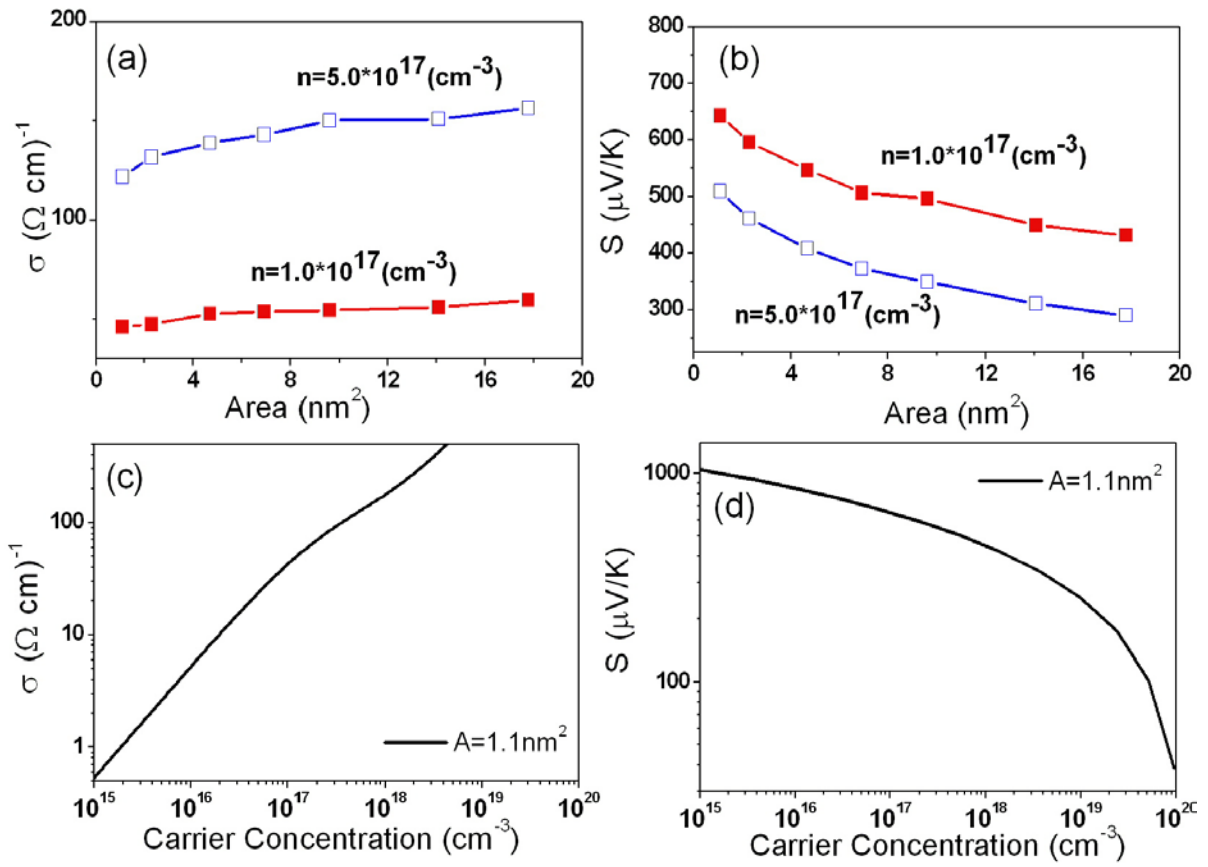 (a)
n=5.0*10^17(cm^-3)
n=1.0*10^17(cm^-3)
σ (Ω cm)^-1
200
100
0 4 8 12 16 20
Area (nm^2)
(b)
n=1.0*10^17(cm^-3)
n=5.0*10^17(cm^-3)
S (μV/K)
800
700
600
500
400
300
0 4 8 12 16 20
Area (nm^2)
(c)
A=1.1nm^2
σ (Ω cm)^-1
100
10
1
10^15 10^16 10^17 10^18 10^19 10^20
Carrier Concentration (cm^-3)
(d)
A=1.1nm^2
S (μV/K)
1000
100
10^15 10^16 10^17 10^18 10^19 10^20
Carrier Concentration (cm^-3)